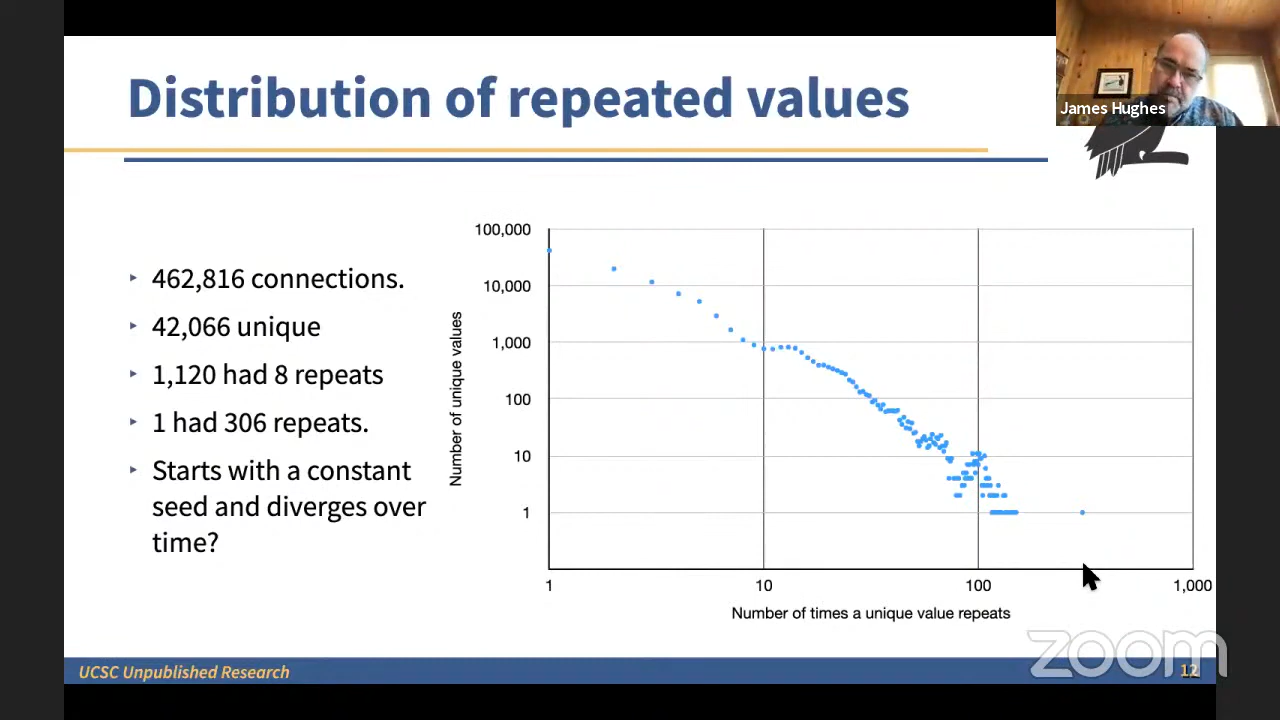 Distribution of repeated values
James Hughes
‣ 462,816 connections.
‣ 42,066 unique
‣ 1,120 had 8 repeats
‣ 1 had 306 repeats.
‣ Starts with a constant
seed and diverges over
time?
Number of unique values
100,000
10,000
1,000
100
10
1
1
10
100
1,000
Number of times a unique value repeats
zoom
UCSC Unpublished Research
12